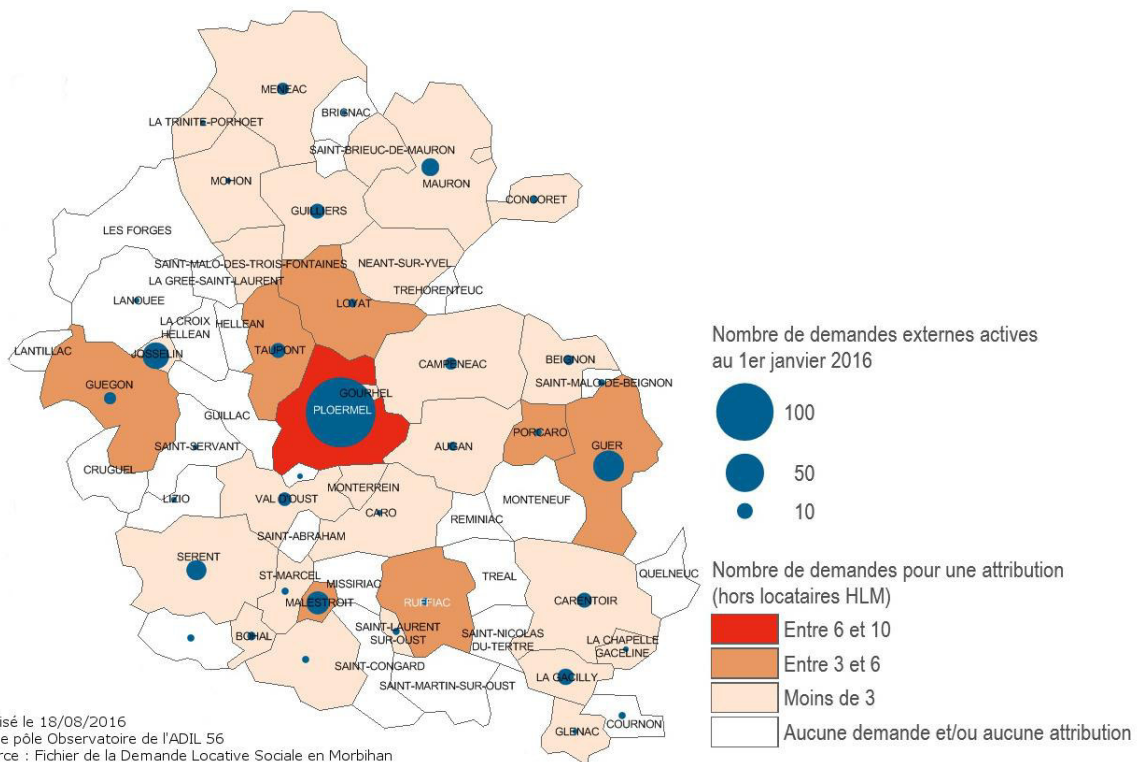 MENEAC
BRIGNAC
LA TRINITE-PORHOET
SAINT-BRIEUC-DE-MAURON
MAURON
MOHON
CONCORET
GUILLIERS
LES FORGES
SAINT-MALO-DES-TROIS-FONTAINES
NEANT-SUR-YVEL
LA GREE-SAINT-LAURENT
TREHORENTEUC
LANOUEE
LOYAT
LA CROIX
HELLEAN
HELLEAN
LANTILLAC
JOSSELIN
TAUPONT
CAMPENEAC
BEIGNON
SAINT-MALO-DE-BEIGNON
GUEGON
GOURHEL
PLOERMEL
GUILLAC
PORCARO
GUER
SAINT-SERVANT
AUGAN
CRUGUEL
LIZIO
VAL D'OUST
MONTERREIN
MONTENEUF
CARO
REMINIAC
SAINT-ABRAHAM
SERENT
ST-MARCEL
MISSIRIAC
TREAL
QUELNEUC
MALESTROIT
RUFFIAC
CARENTOIR
SAINT-LAURENT
SUR-OUST
SAINT-NICOLAS
DU-TERTRE
BOHAL
LA CHAPELLE
GACELINE
SAINT-CONGARD
LA GACILLY
SAINT-MARTIN-SUR-OUST
COURNON
GLENAC
Nombre de demandes externes actives
au 1er janvier 2016
100
50
10
Nombre de demandes pour une attribution
(hors locataires HLM)
Entre 6 et 10
Entre 3 et 6
Moins de 3
Aucune demande et/ou aucune attribution
isé le 18/08/2016
e pôle Observatoire de l'ADIL 56
rce : Fichier de la Demande Locative Sociale en Morbihan